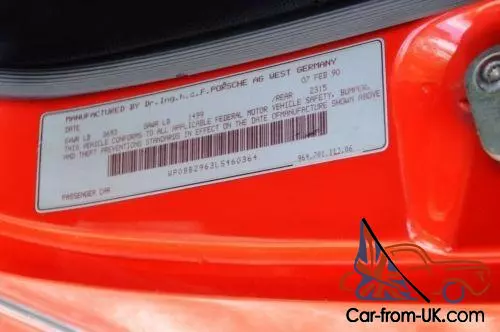 MANUFACTURED BY Dr.Ing.h.c.F.PORSCHE AG WEST GERMANY
DATE 07 FEB 90
GVWR LB 3693 GAWR LB 1499 REAR 2315
THIS VEHICLE CONFORMS TO ALL APPLICABLE FEDERAL MOTOR VEHICLE SAFETY, BUMPER,
AND THEFT PREVENTIONS STANDARDS IN EFFECT ON THE DATE OF MANUFACTURE SHOWN ABOVE
WP0BB2963LS460364
964.701.112.06
PASSENGER CAR
Car-from-UK.com